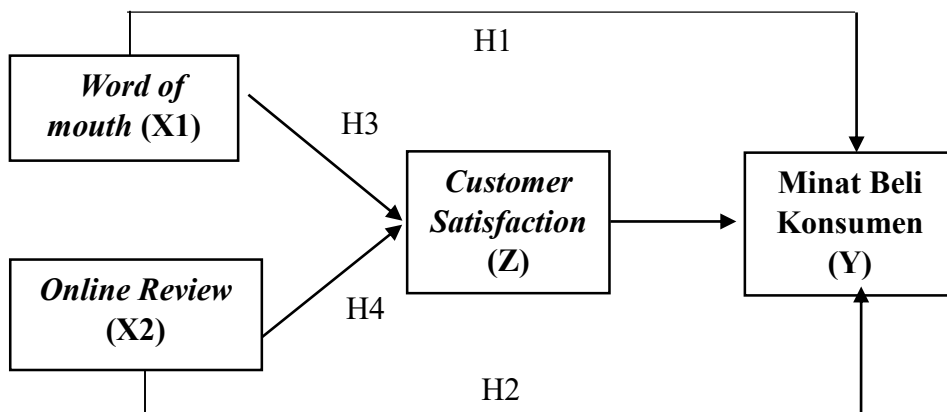 H1
Word of
mouth (X1)
H3
Customer
Satisfaction
(Z)
Minat Beli
Konsumen
(Y)
Online Review
(X2)
H4
H2